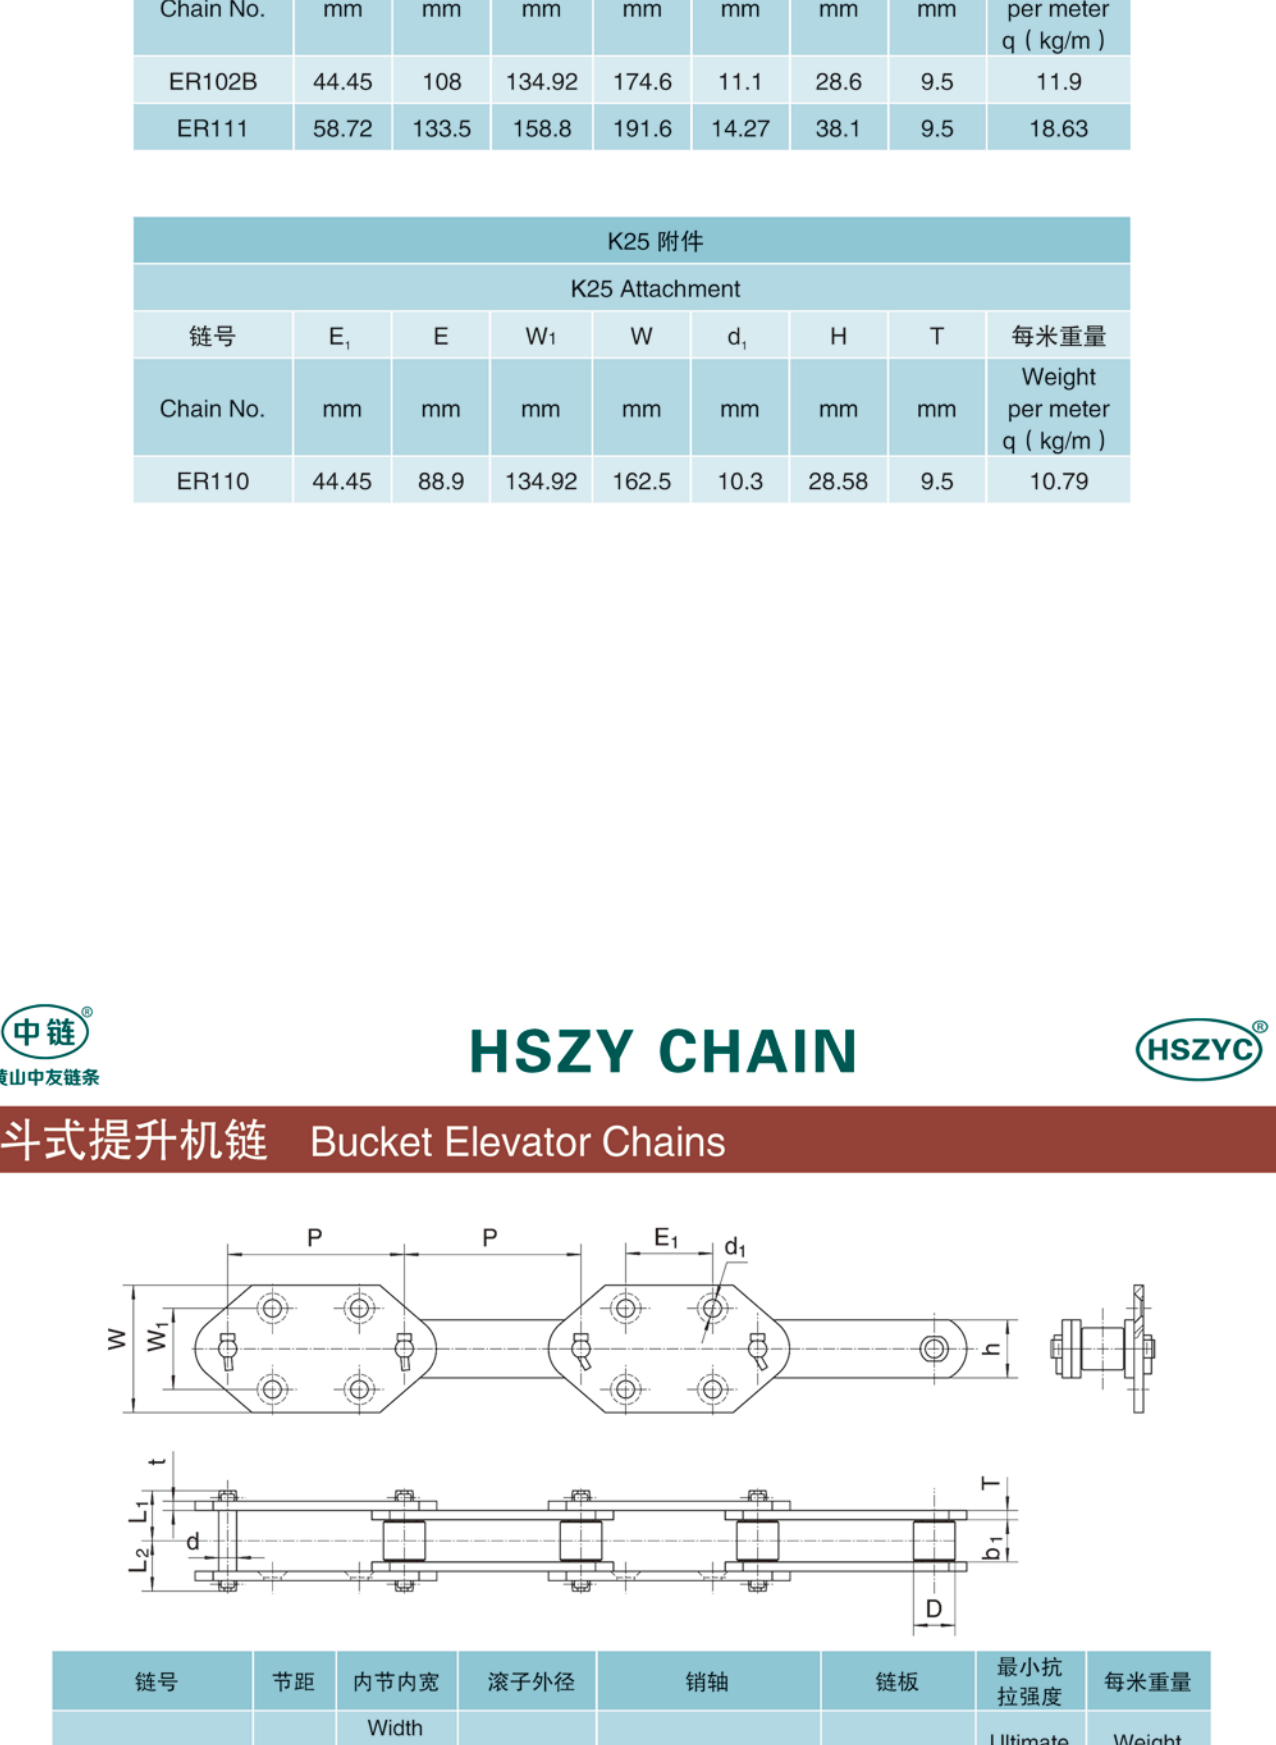 Chain No. mm mm mm mm mm mm mm per meter
q ( kg/m )
ER102B 44.45 108 134.92 174.6 11.1 28.6 9.5 11.9
ER111 58.72 133.5 158.8 191.6 14.27 38.1 9.5 18.63
K25 附件
K25 Attachment
链号 E1 E W1 W d1 H T 每米重量
Weight
Chain No. mm mm mm mm mm mm mm per meter
q ( kg/m )
ER110 44.45 88.9 134.92 162.5 10.3 28.58 9.5 10.79
中链®
黄山中友链条
HSZY CHAIN
HSZYC®
斗式提升机链 Bucket Elevator Chains
P P E1 d1
W W1 h
t L1 L2 d T b1
D
链号 节距 内节内宽 滚子外径 销轴 链板 最小抗
拉强度 每米重量
Width
Ultimate Weight